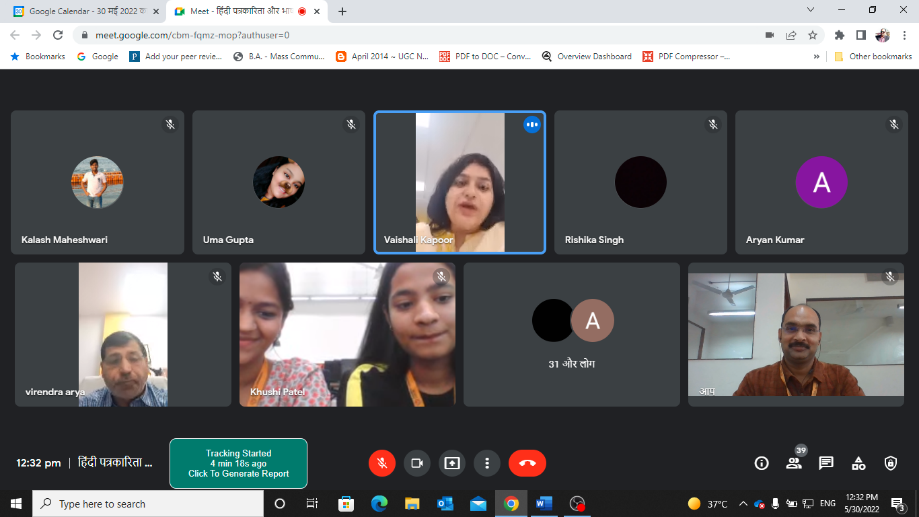 Google Calendar - 30 मई 2022 का
Meet - हिंदी पत्रकारिता और भाष
meet.google.com/cbm-fqmz-mop?authuser=0
Bookmarks
Google
Add your peer revie...
B.A. - Mass Commu...
April 2014 ~ UGC N...
PDF to DOC – Conv...
Overview Dashboard
PDF Compressor –...
»
Other bookmarks
Kalash Maheshwari
Uma Gupta
Vaishali Kapoor
Rishika Singh
A
Aryan Kumar
virendra arya
Khushi Patel
A
31 और लोग
आप
12:32 pm | हिंदी पत्रकारिता ...
Tracking Started
4 min 18s ago
Click To Generate Report
39
Type here to search
37°C
ENG
12:32 PM
5/30/2022
3